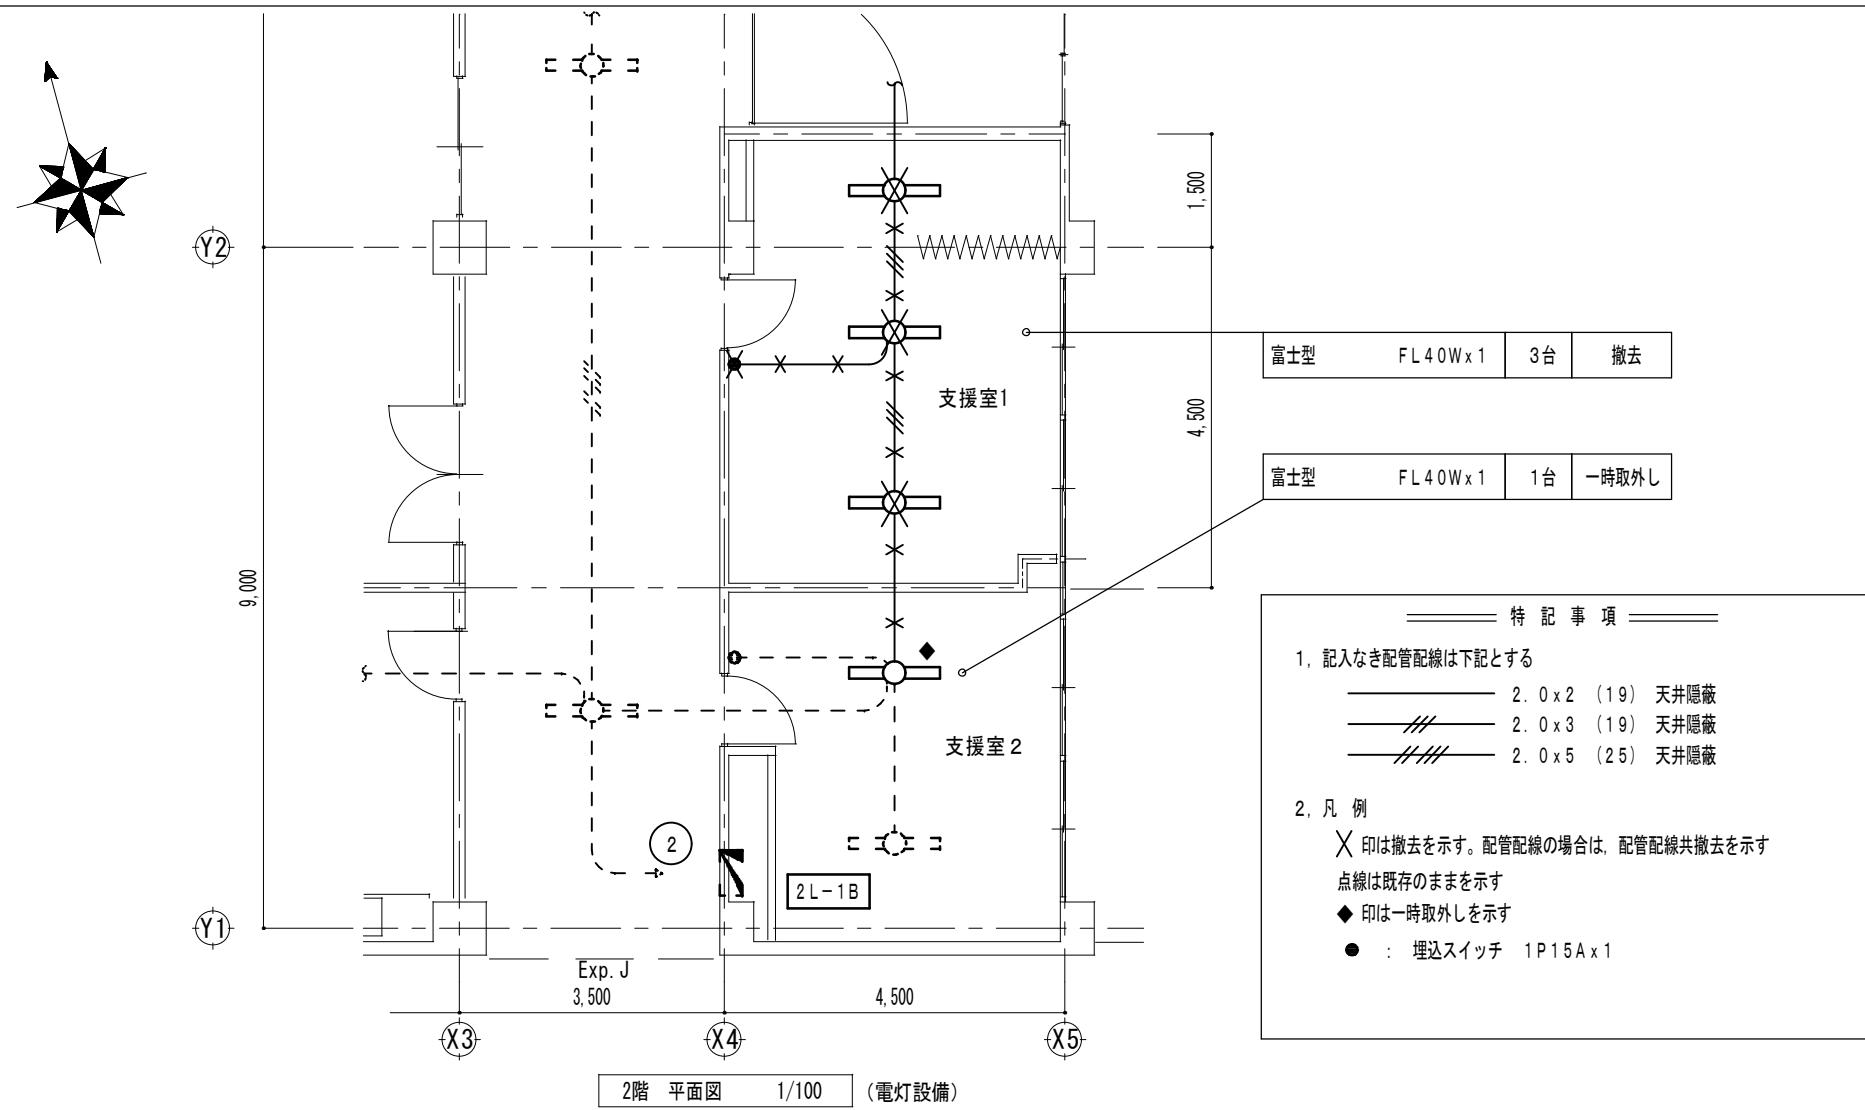 Y2
1,500
富士型 FL40Wx1 3台 撤去
支援室1
4,500
富士型 FL40Wx1 1台 一時取外し
9,000
特 記 事 項
1, 記入なき配管配線は下記とする
2.0x2 (19) 天井隠蔽
2.0x3 (19) 天井隠蔽
2.0x5 (25) 天井隠蔽
支援室2
2, 凡 例
X 印は撤去を示す。配管配線の場合は, 配管配線共撤去を示す
点線は既存のままを示す
◆ 印は一時取外しを示す
● : 埋込スイッチ 1P15Ax1
2
2L-1B
Y1
Exp.J
3,500 4,500
X3 X4 X5
2階 平面図 1/100 (電灯設備)